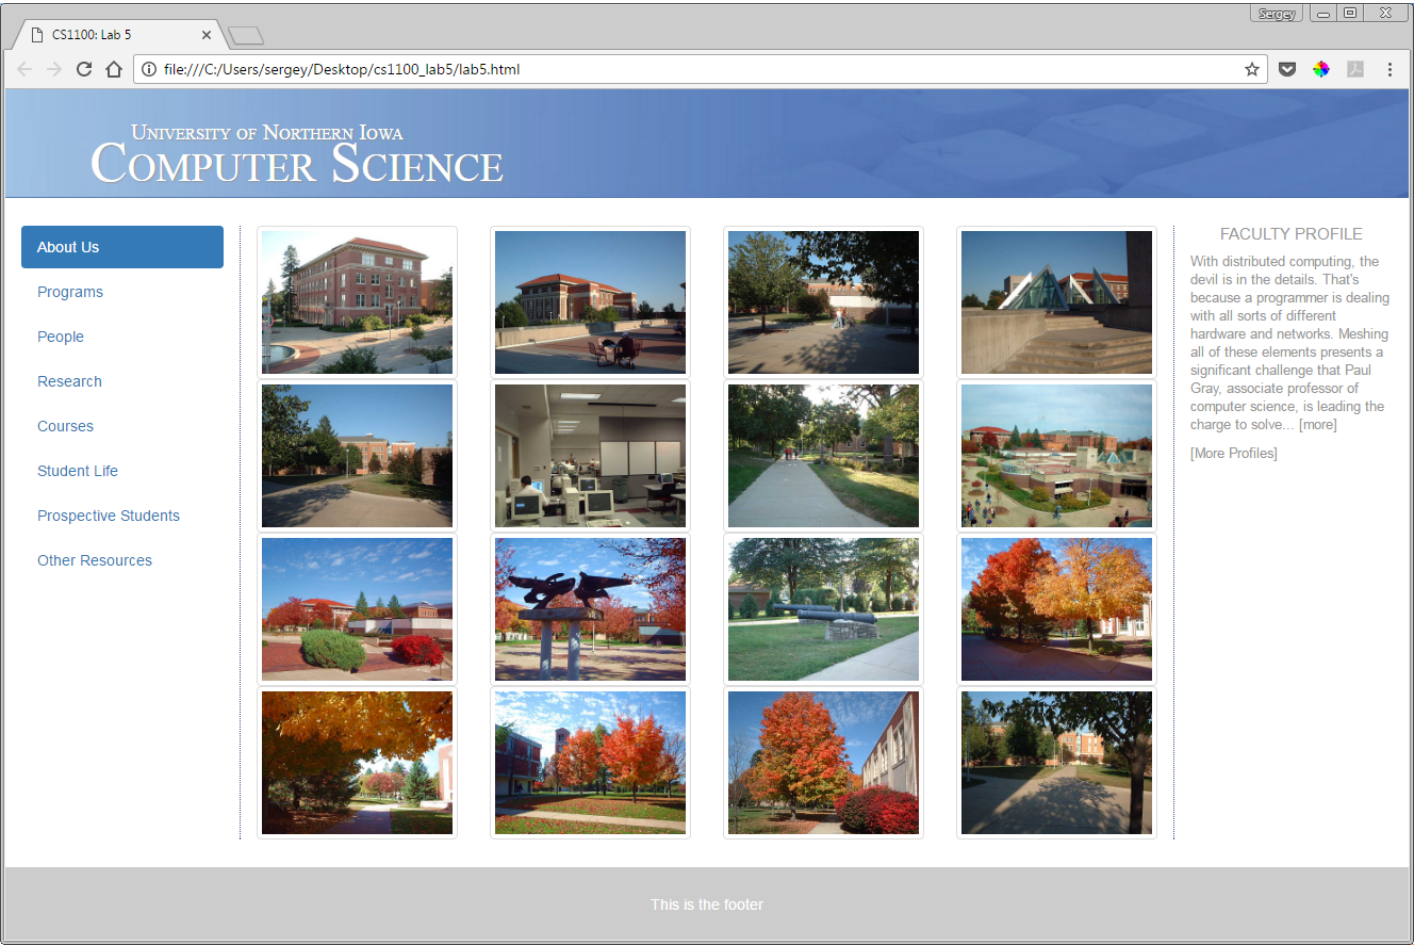 Sergey
CS1100: Lab 5
file:///C:/Users/sergey/Desktop/cs1100_lab5/lab5.html
University of Northern Iowa
Computer Science
About Us
Programs
People
Research
Courses
Student Life
Prospective Students
Other Resources
FACULTY PROFILE
With distributed computing, the
devil is in the details. That's
because a programmer is dealing
with all sorts of different
hardware and networks. Meshing
all of these elements presents a
significant challenge that Paul
Gray, associate professor of
computer science, is leading the
charge to solve... [more]
[More Profiles]
This is the footer